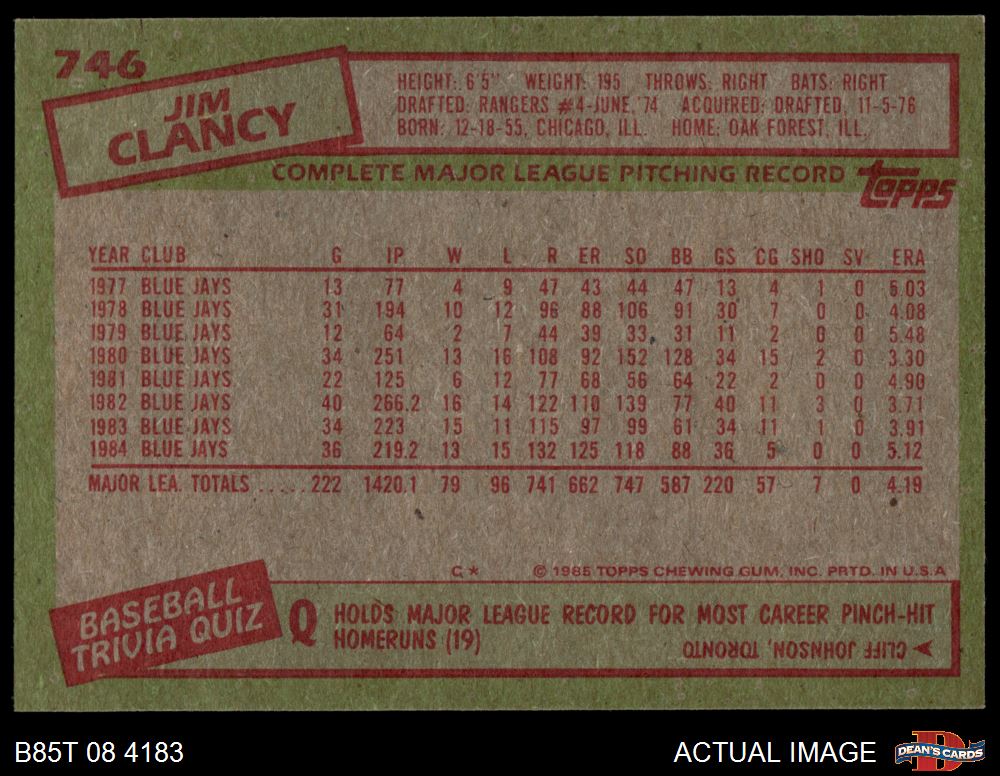 746
JIM
CLANCY
HEIGHT: 6'5" WEIGHT: 195 THROWS: RIGHT BATS: RIGHT
DRAFTED: RANGERS #4-JUNE,'74 ACQUIRED: DRAFTED, 11-5-76
BORN: 12-18-55, CHICAGO, ILL. HOME: OAK FOREST, ILL.
COMPLETE MAJOR LEAGUE PITCHING RECORD
topps
YEAR CLUB G IP W L R ER SO BB GS CG SHO SV ERA
1977 BLUE JAYS 13 77 4 9 47 43 44 47 13 4 1 0 5.03
1978 BLUE JAYS 31 194 10 12 96 88 106 91 30 7 0 0 4.08
1979 BLUE JAYS 12 64 2 7 44 39 33 31 11 2 0 0 5.48
1980 BLUE JAYS 34 251 13 16 108 92 152 128 34 15 2 0 3.30
1981 BLUE JAYS 22 125 6 12 77 68 56 64 22 2 0 0 4.90
1982 BLUE JAYS 40 266.2 16 14 122 110 139 77 40 11 3 0 3.71
1983 BLUE JAYS 34 223 15 11 115 97 99 61 34 11 1 0 3.91
1984 BLUE JAYS 36 219.2 13 15 132 125 118 88 36 5 0 0 5.12
MAJOR LEA. TOTALS ......222 1420.1 79 96 741 662 747 587 220 57 7 0 4.19
C* © 1985 TOPPS CHEWING GUM, INC. PRTD. IN U.S.A
BASEBALL
TRIVIA QUIZ
Q HOLDS MAJOR LEAGUE RECORD FOR MOST CAREER PINCH-HIT
HOMERUNS (19)
CLIFF JOHNSON, TORONTO
B85T 08 4183
ACTUAL IMAGE
DEAN'S CARDS